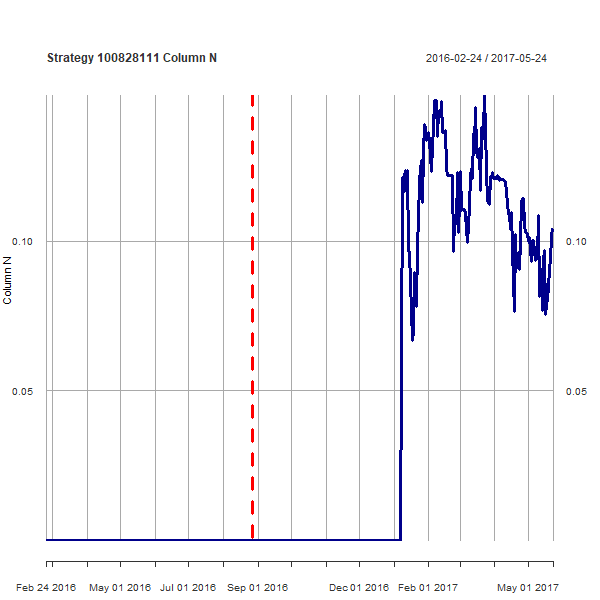 Strategy 100828111 Column N 2016-02-24 / 2017-05-24
Column N
0.10 0.10
0.05 0.05
Feb 24 2016 May 01 2016 Jul 01 2016 Sep 01 2016 Dec 01 2016 Feb 01 2017 May 01 2017